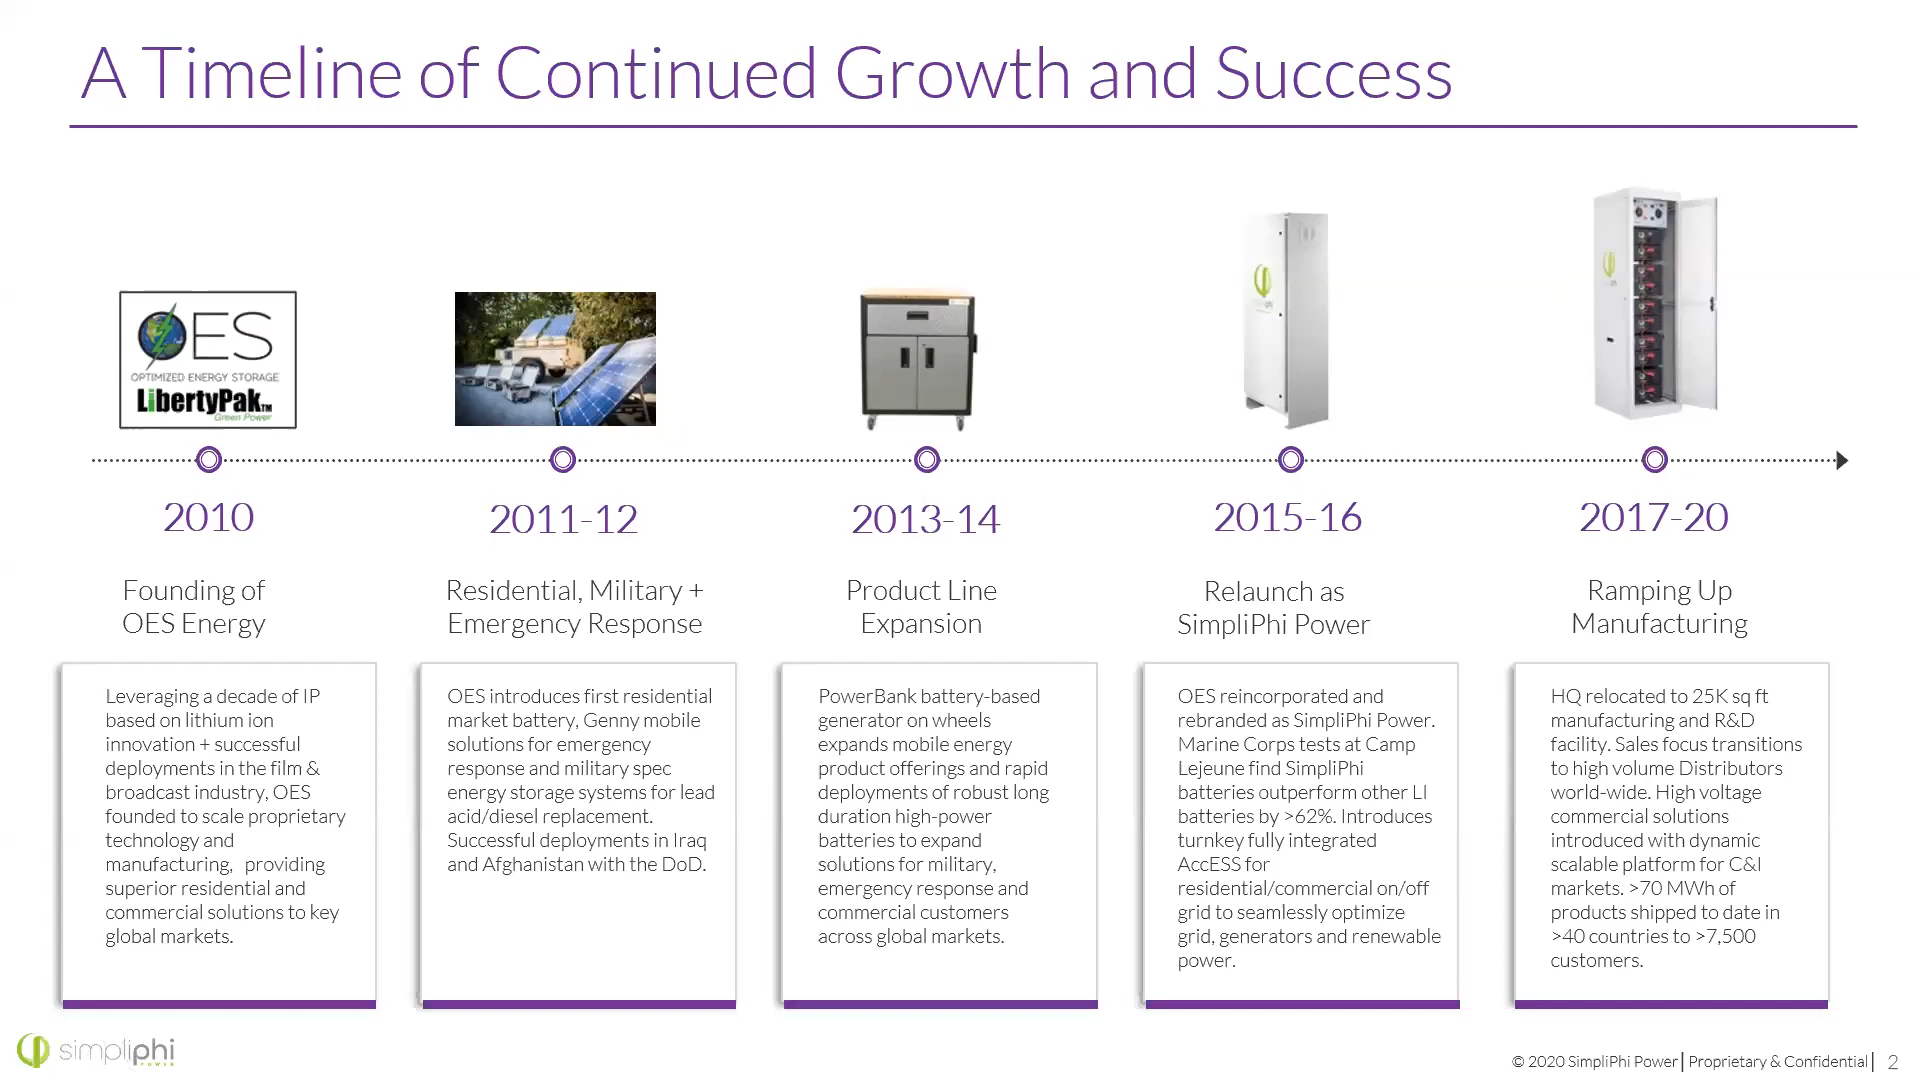 A Timeline of Continued Growth and Success
OES
OPTIMIZED ENERGY STORAGE
LibertyPak™
Green Power
2010
2011-12
2013-14
2015-16
2017-20
Founding of
OES Energy
Residential, Military +
Emergency Response
Product Line
Expansion
Relaunch as
SimpliPhi Power
Ramping Up
Manufacturing
Leveraging a decade of IP
based on lithium ion
innovation + successful
deployments in the film &
broadcast industry, OES
founded to scale proprietary
technology and
manufacturing,   providing
superior residential and
commercial solutions to key
global markets.
OES introduces first residential
market battery, Genny mobile
solutions for emergency
response and military spec
energy storage systems for lead
acid/diesel replacement.
Successful deployments in Iraq
and Afghanistan with the DoD.
PowerBank battery-based
generator on wheels
expands mobile energy
product offerings and rapid
deployments of robust long
duration high-power
batteries to expand
solutions for military,
emergency response and
commercial customers
across global markets.
OES reincorporated and
rebranded as SimpliPhi Power.
Marine Corps tests at Camp
Lejeune find SimpliPhi
batteries outperform other LI
batteries by >62%. Introduces
turnkey fully integrated
AccESS for
residential/commercial on/off
grid to seamlessly optimize
grid, generators and renewable
power.
HQ relocated to 25K sq ft
manufacturing and R&D
facility. Sales focus transitions
to high volume Distributors
world-wide. High voltage
commercial solutions
introduced with dynamic
scalable platform for C&I
markets. >70 MWh of
products shipped to date in
>40 countries to >7,500
customers.
simpliphi
POWER
© 2020 SimpliPhi Power | Proprietary & Confidential | 2